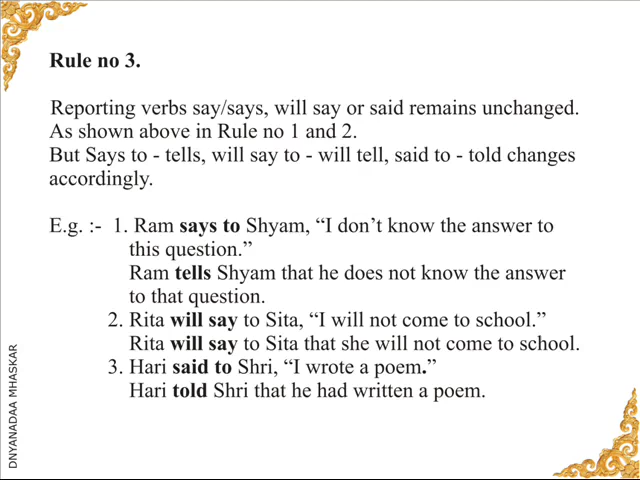 Rule no 3.
Reporting verbs say/says, will say or said remains unchanged.
As shown above in Rule no 1 and 2.
But Says to - tells, will say to - will tell, said to - told changes
accordingly.
E.g. :- 1. Ram says to Shyam, “I don’t know the answer to
this question.”
Ram tells Shyam that he does not know the answer
to that question.
2. Rita will say to Sita, “I will not come to school.”
Rita will say to Sita that she will not come to school.
3. Hari said to Shri, “I wrote a poem.”
Hari told Shri that he had written a poem.
DNYANADAA MHASKAR